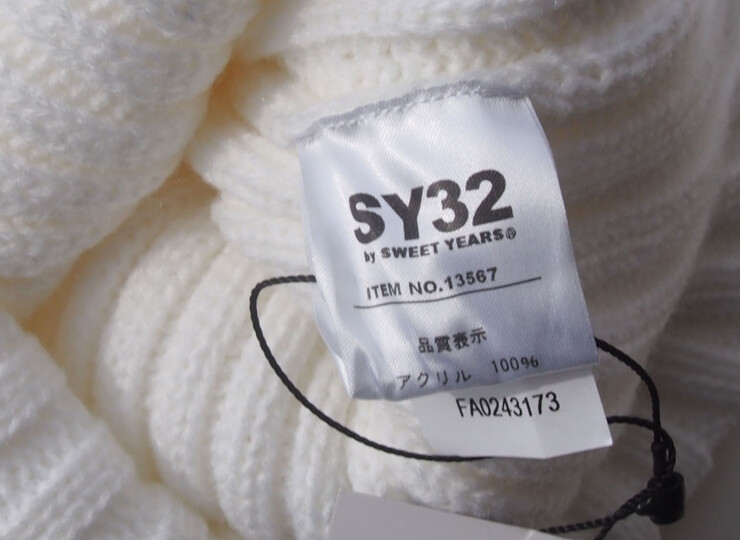 SY32
by SWEET YEARS®
ITEM NO.13567
品質表示
アクリル 100%
FA0243173